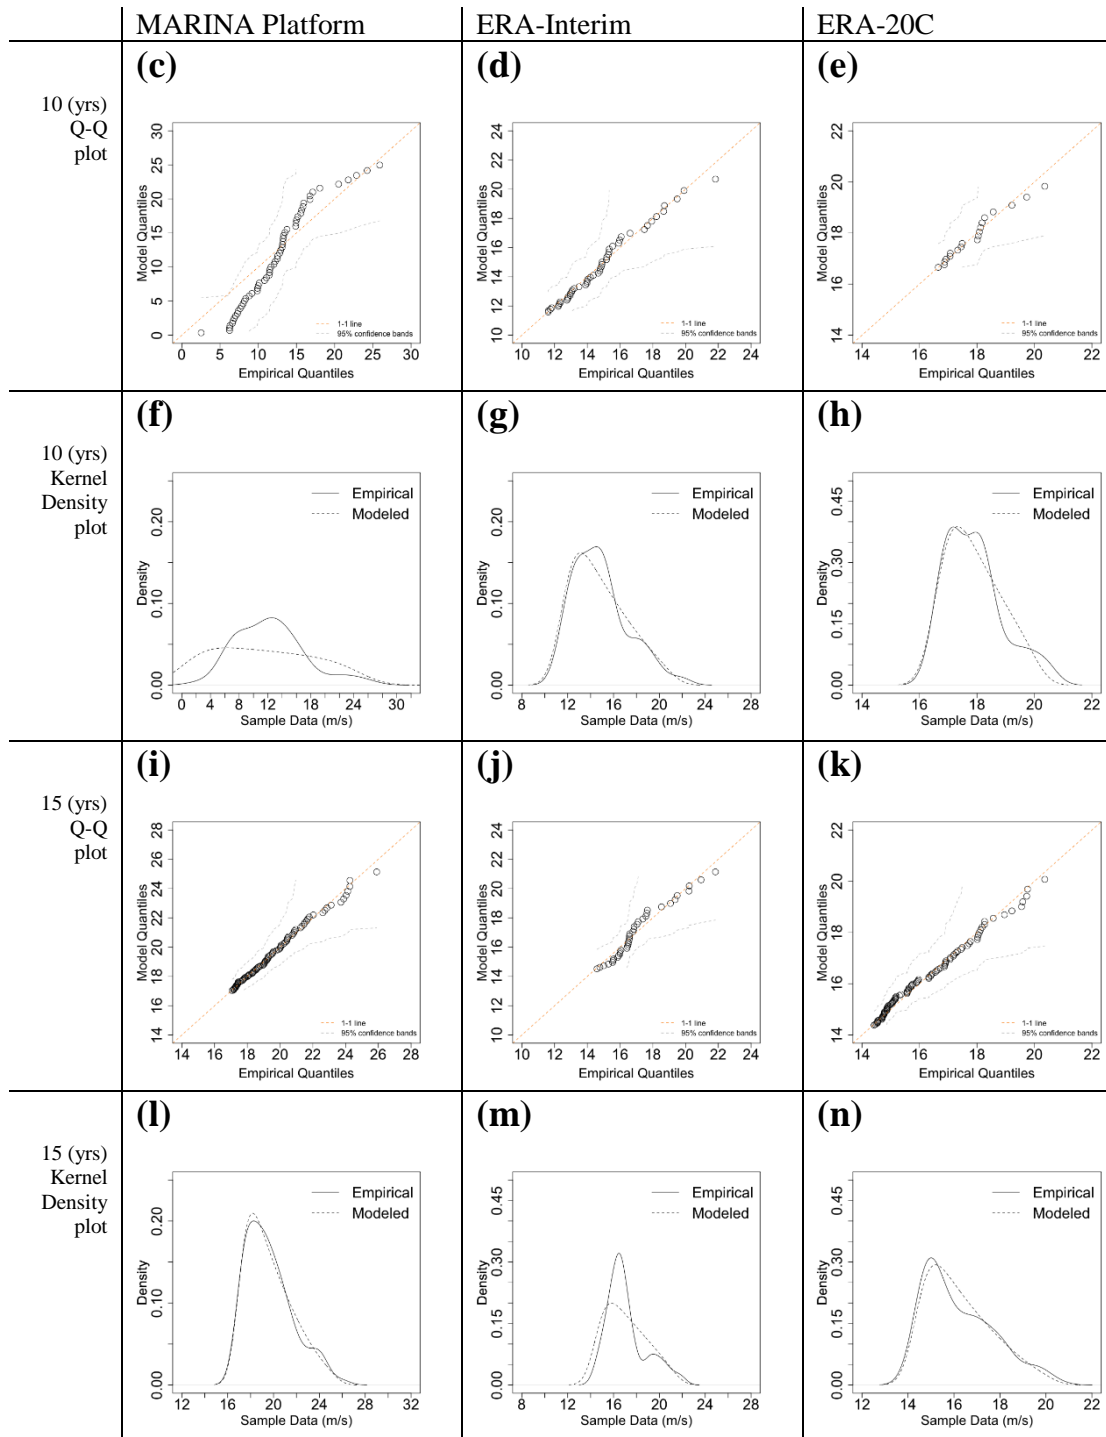 MARINA Platform ERA-Interim ERA-20C
(c) (d) (e)
10 (yrs)
Q-Q
plot
Model Quantiles
0 5 10 15 20 25 30
1-1 line
95% confidence bands
0 5 10 15 20 25 30
Empirical Quantiles
Model Quantiles
10 12 14 16 18 20 22 24
1-1 line
95% confidence bands
10 12 14 16 18 20 22 24
Empirical Quantiles
Model Quantiles
14 16 18 20 22
1-1 line
95% confidence bands
14 16 18 20 22
Empirical Quantiles
(f) (g) (h)
10 (yrs)
Kernel
Density
plot
Density
0.00 0.10 0.20
Empirical
Modeled
0 4 8 12 18 24 30
Sample Data (m/s)
Density
0.00 0.10 0.20
Empirical
Modeled
8 12 16 20 24 28
Sample Data (m/s)
Density
0.00 0.15 0.30 0.45
Empirical
Modeled
14 16 18 20 22
Sample Data (m/s)
(i) (j) (k)
15 (yrs)
Q-Q
plot
Model Quantiles
14 16 18 20 22 24 26 28
1-1 line
95% confidence bands
14 16 18 20 22 24 26 28
Empirical Quantiles
Model Quantiles
10 12 14 16 18 20 22 24
1-1 line
95% confidence bands
10 12 14 16 18 20 22 24
Empirical Quantiles
Model Quantiles
14 16 18 20 22
1-1 line
95% confidence bands
14 16 18 20 22
Empirical Quantiles
(l) (m) (n)
15 (yrs)
Kernel
Density
plot
Density
0.00 0.10 0.20
Empirical
Modeled
12 16 20 24 28 32
Sample Data (m/s)
Density
0.00 0.15 0.30 0.45
Empirical
Modeled
8 12 16 20 24 28
Sample Data (m/s)
Density
0.00 0.15 0.30 0.45
Empirical
Modeled
12 14 16 18 20 22
Sample Data (m/s)